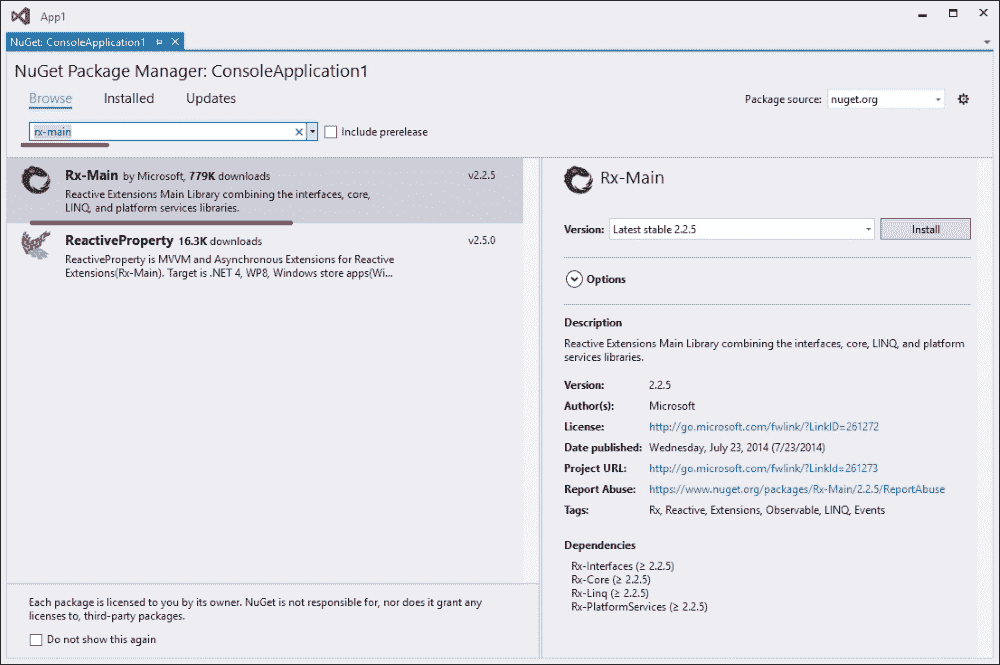 App1
NuGet: ConsoleApplication1
NuGet Package Manager: ConsoleApplication1
Browse Installed Updates
Package source: nuget.org
rx-main
Include prerelease
Rx-Main by Microsoft, 779K downloads v2.2.5
Reactive Extensions Main Library combining the interfaces, core,
LINQ, and platform services libraries.
ReactiveProperty 16.3K downloads v2.5.0
ReactiveProperty is MVVM and Asynchronous Extensions for Reactive
Extensions(Rx-Main). Target is .NET 4, WP8, Windows store apps(Wi...
Each package is licensed to you by its owner. NuGet is not responsible for, nor does it grant any
licenses to, third-party packages.
Do not show this again
Rx-Main
Version: Latest stable 2.2.5 Install
Options
Description
Reactive Extensions Main Library combining the interfaces, core, LINQ, and platform
services libraries.
Version: 2.2.5
Author(s): Microsoft
License: http://go.microsoft.com/fwlink/?LinkID=261272
Date published: Wednesday, July 23, 2014 (7/23/2014)
Project URL: http://go.microsoft.com/fwlink/?LinkId=261273
Report Abuse: https://www.nuget.org/packages/Rx-Main/2.2.5/ReportAbuse
Tags: Rx, Reactive, Extensions, Observable, LINQ, Events
Dependencies
Rx-Interfaces (≥ 2.2.5)
Rx-Core (≥ 2.2.5)
Rx-Linq (≥ 2.2.5)
Rx-PlatformServices (≥ 2.2.5)